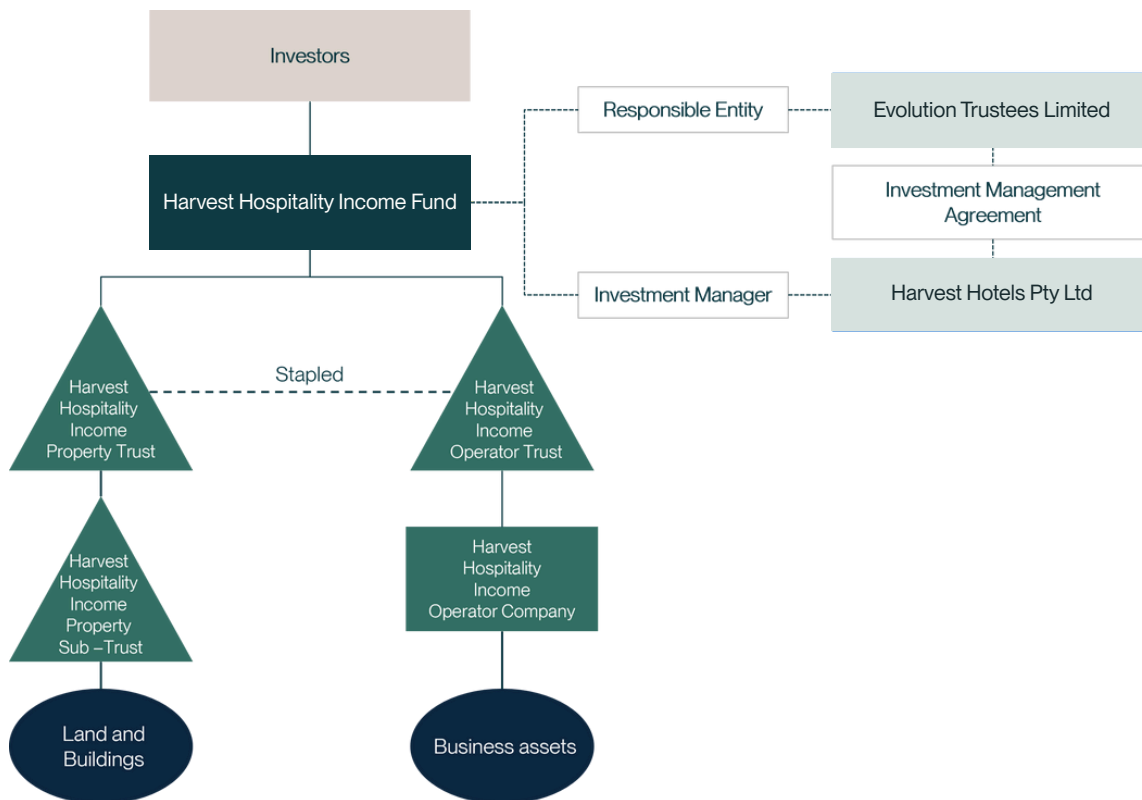 Investors
Responsible Entity
Evolution Trustees Limited
Harvest Hospitality Income Fund
Investment Management
Agreement
Investment Manager
Harvest Hotels Pty Ltd
Stapled
Harvest
Hospitality
Income
Property Trust
Harvest
Hospitality
Income
Operator Trust
Harvest
Hospitality
Income
Property
Sub –Trust
Harvest
Hospitality
Income
Operator Company
Land and
Buildings
Business assets